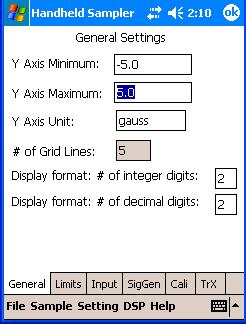 Handheld Sampler 2:10 ok
General Settings
Y Axis Minimum: -5.0
Y Axis Maximum: 5.0
Y Axis Unit: gauss
# of Grid Lines: 5
Display format: # of integer digits: 2
Display format: # of decimal digits: 2
General Limits Input SigGen Cali TrX
File Sample Setting DSP Help